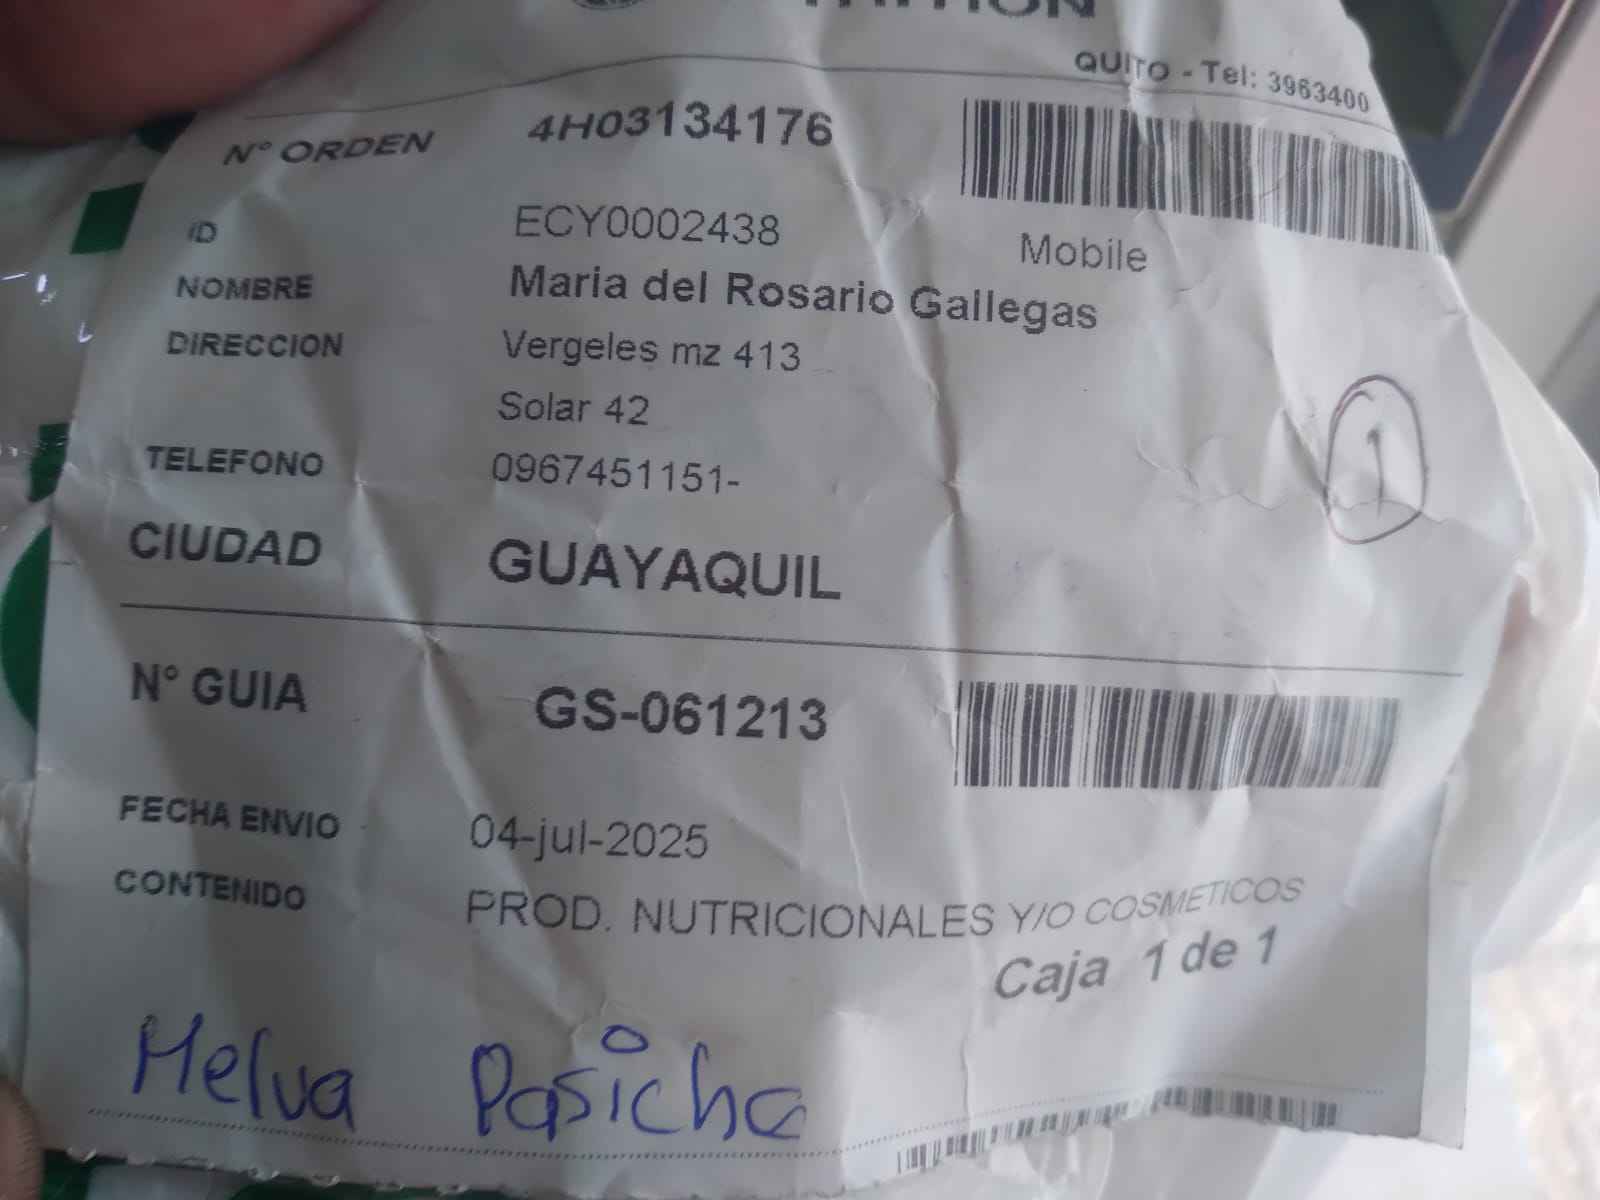 QUITO - Tel: 3963400
N° ORDEN 4H03134176
ID ECY0002438 Mobile
NOMBRE Maria del Rosario Gallegas
DIRECCION Vergeles mz 413
Solar 42
1
TELEFONO 0967451151-
CIUDAD GUAYAQUIL
N° GUIA GS-061213
FECHA ENVIO 04-jul-2025
CONTENIDO PROD. NUTRICIONALES Y/O COSMETICOS
Caja 1 de 1
Melva Pasicha